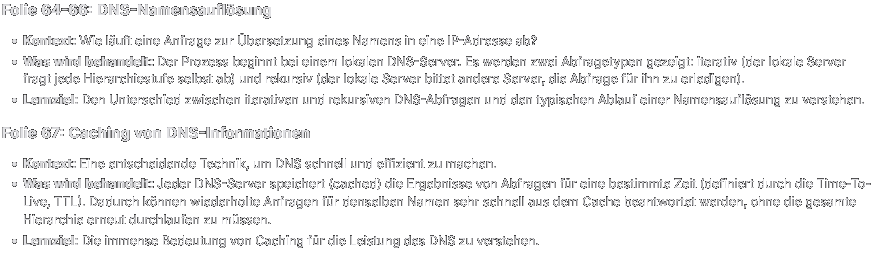 Folie 64-66: DNS-Namensauflösung
• Kontext: Wie läuft eine Anfrage zur Übersetzung eines Namens in eine IP-Adresse ab?
• Was wird behandelt: Der Prozess beginnt bei einem lokalen DNS-Server. Es werden zwei Abfragetypen gezeigt: iterativ (der lokale Server
fragt jede Hierarchiestufe selbst ab) und rekursiv (der lokale Server bittet andere Server, die Abfrage für ihn zu erledigen).
• Lernziel: Den Unterschied zwischen iterativen und rekursiven DNS-Abfragen und den typischen Ablauf einer Namensauflösung zu verstehen.
Folie 67: Caching von DNS-Informationen
• Kontext: Eine entscheidende Technik, um DNS schnell und effizient zu machen.
• Was wird behandelt: Jeder DNS-Server speichert (cached) die Ergebnisse von Abfragen für eine bestimmte Zeit (definiert durch die Time-To-
Live, TTL). Dadurch können wiederholte Anfragen für denselben Namen sehr schnell aus dem Cache beantwortet werden, ohne die gesamte
Hierarchie erneut durchlaufen zu müssen.
• Lernziel: Die immense Bedeutung von Caching für die Leistung des DNS zu verstehen.